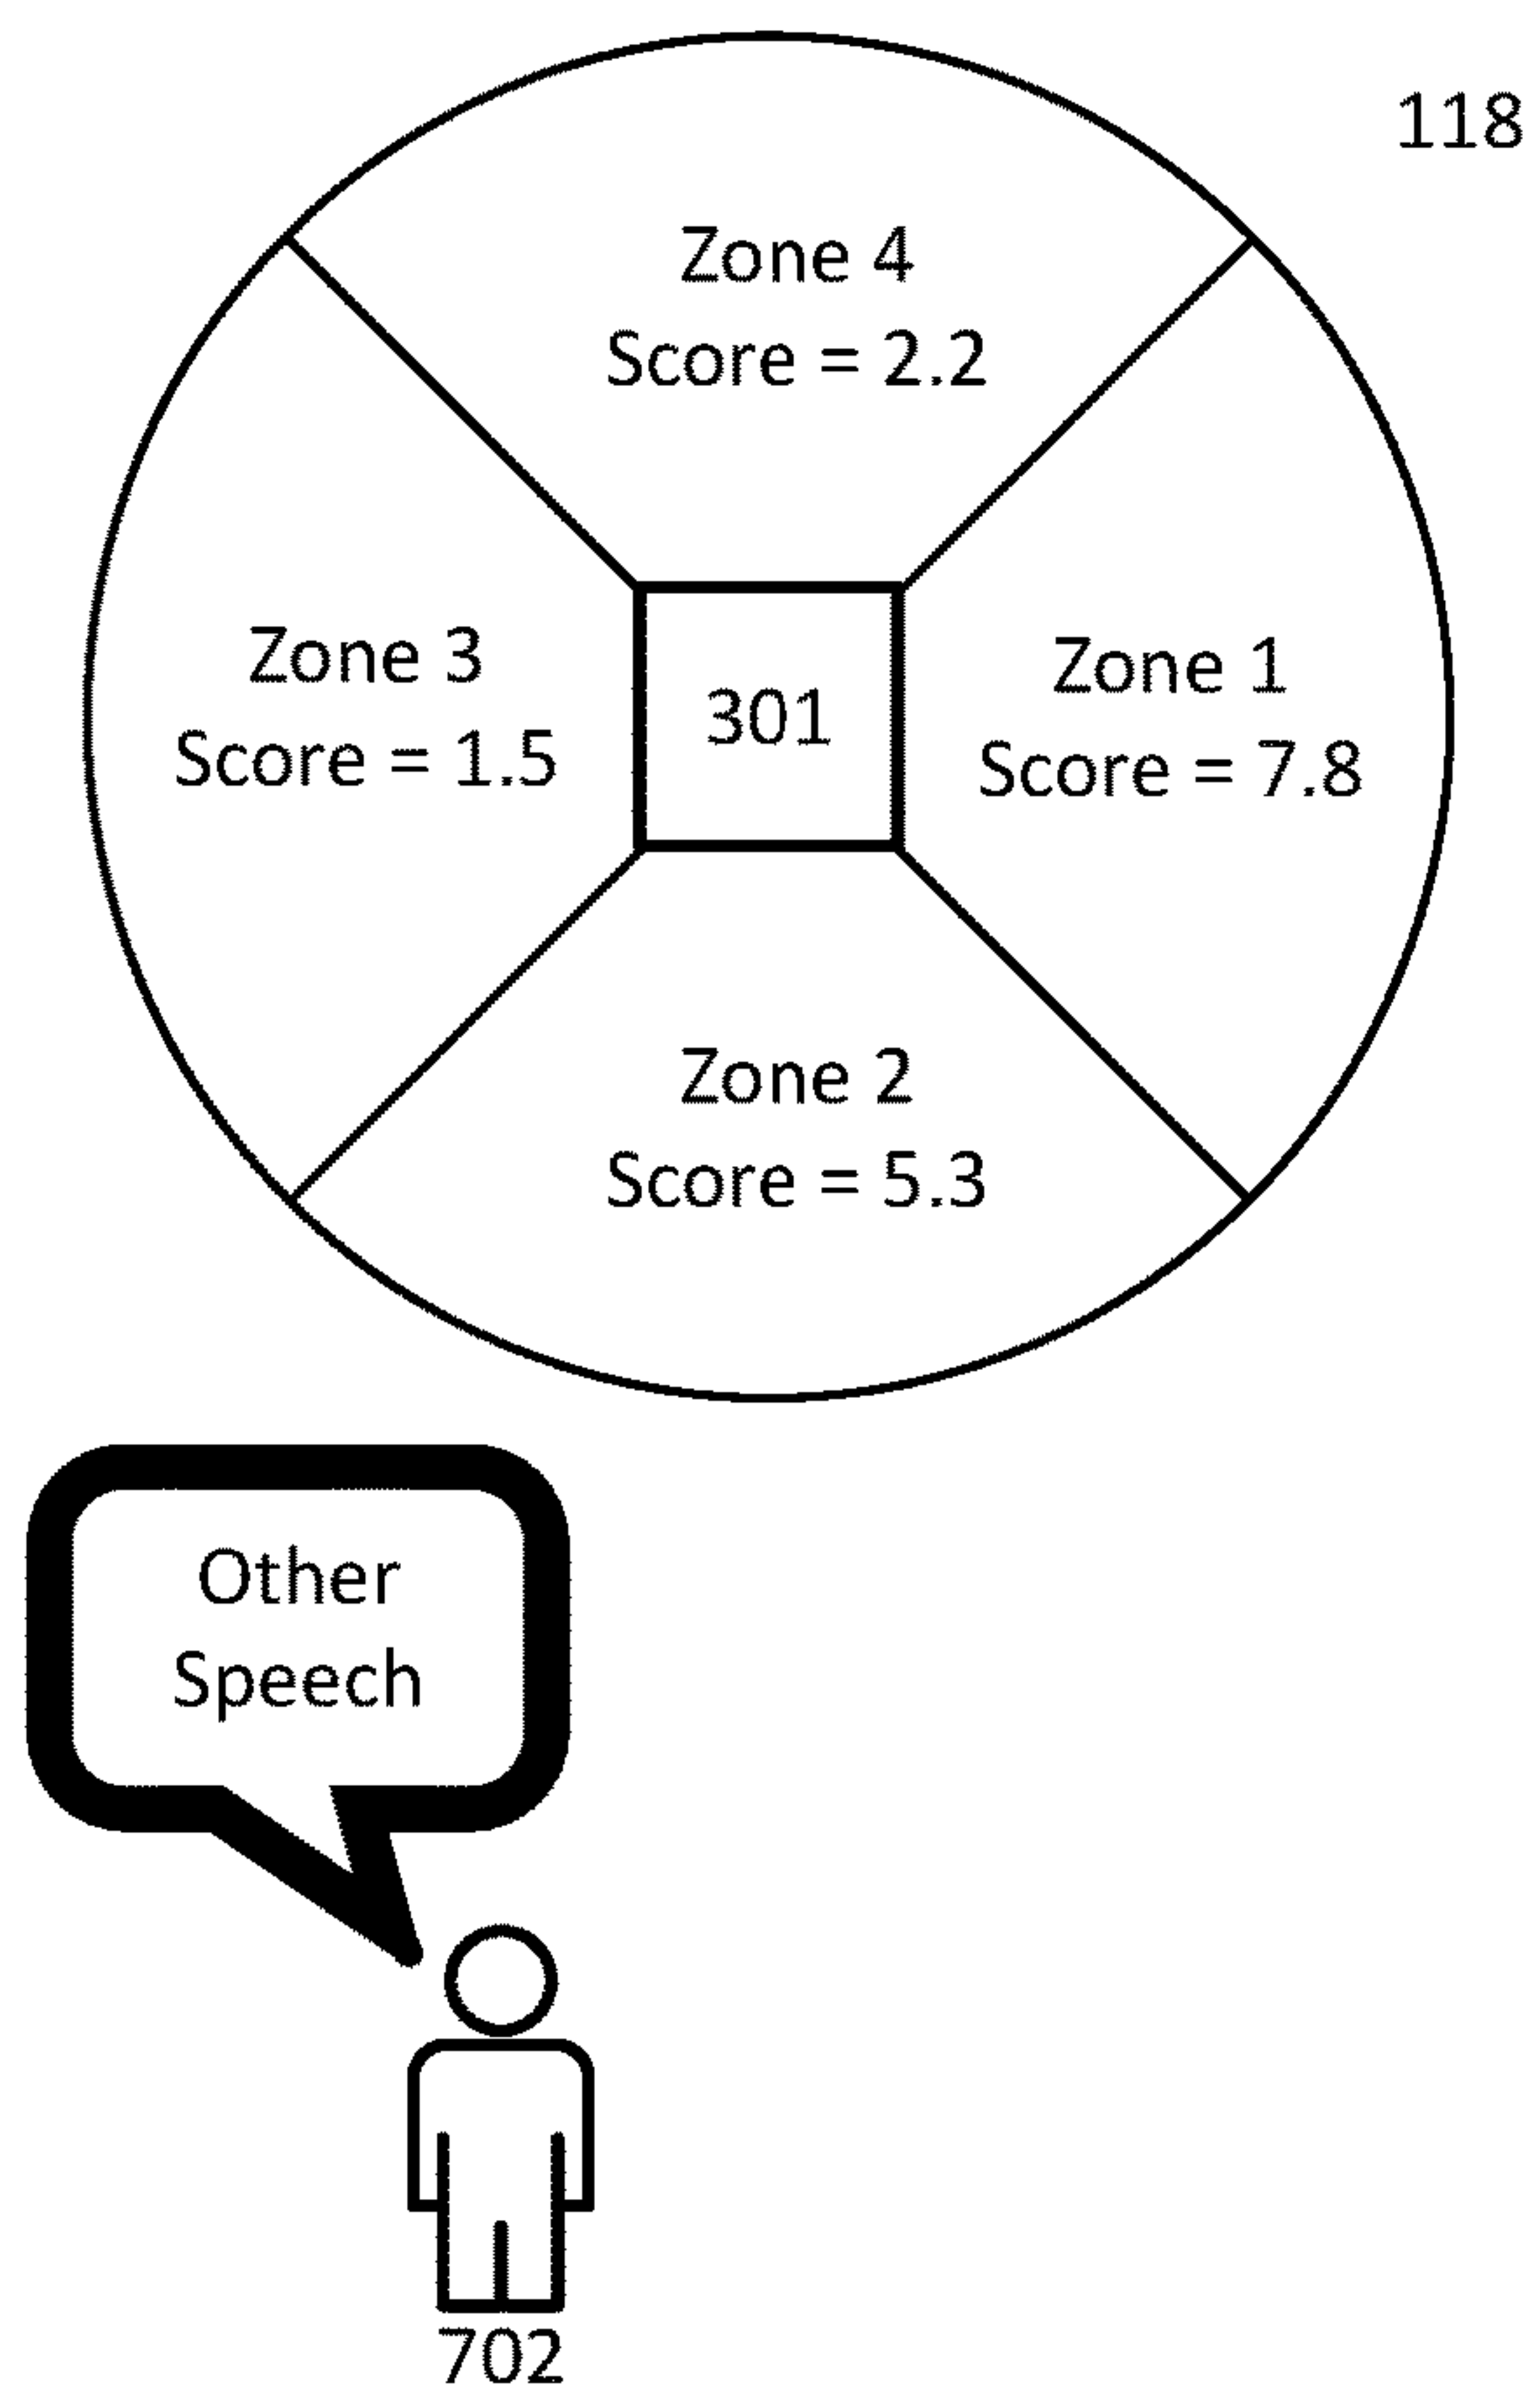 118
Zone 4
Score = 2.2
Zone 3
Score = 1.5
301
Zone 1
Score = 7.8
Zone 2
Score = 5.3
Other
Speech
702